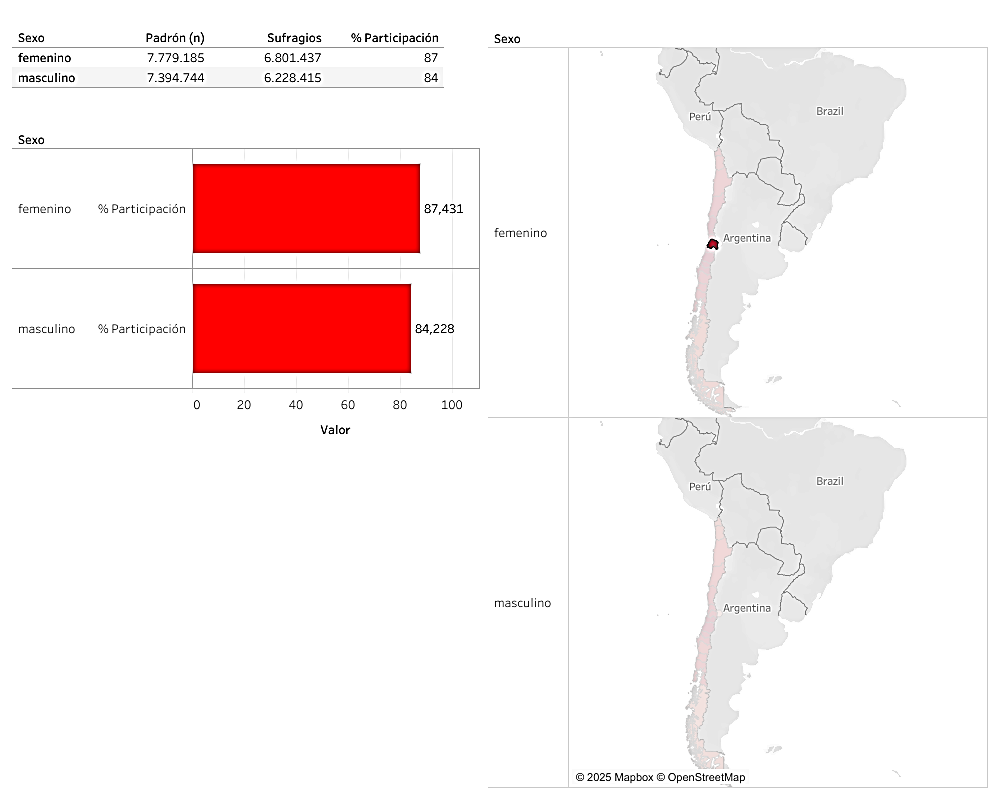 Sexo Padrón (n) Sufragios % Participación
femenino 7.779.185 6.801.437 87
masculino 7.394.744 6.228.415 84
Sexo
femenino % Participación 87,431
masculino % Participación 84,228
0 20 40 60 80 100
Valor
Sexo
femenino
Perú
Brazil
Argentina
masculino
Perú
Brazil
Argentina
© 2025 Mapbox © OpenStreetMap